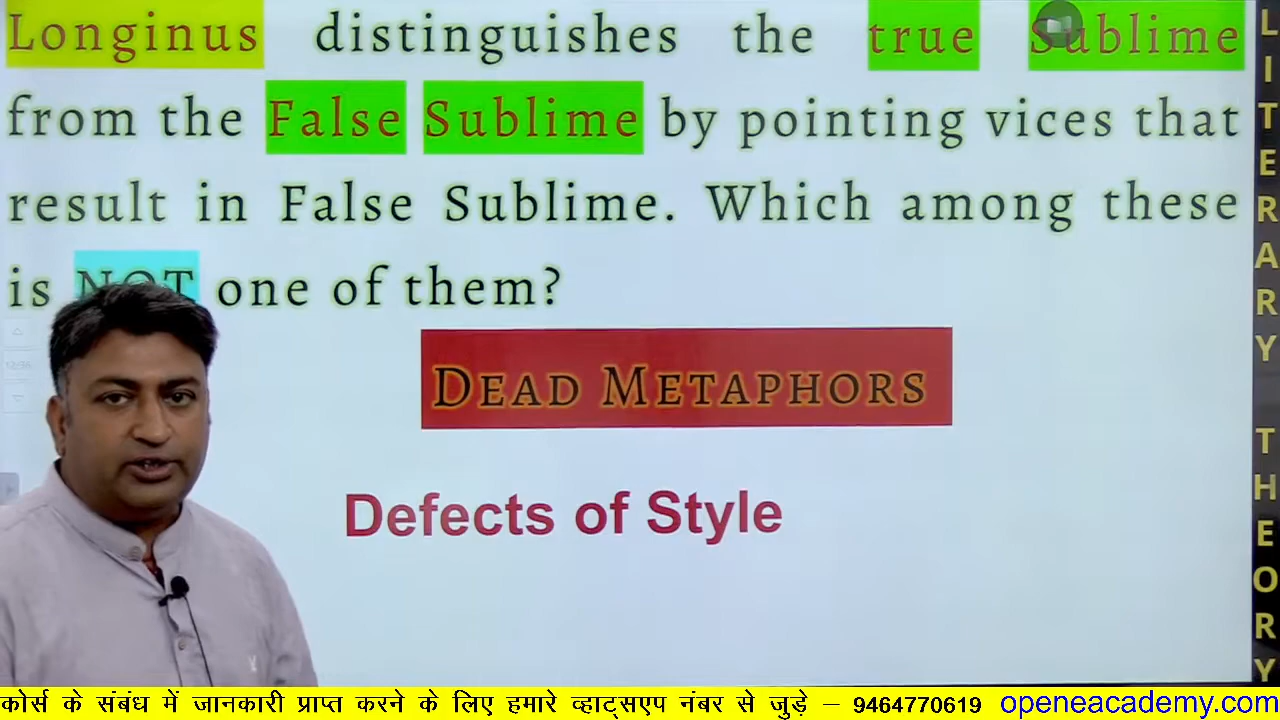 Longinus distinguishes the true Sublime
from the False Sublime by pointing vices that
result in False Sublime. Which among these
is NOT one of them?
DEAD METAPHORS
Defects of Style
LITERARY THEORY
कोर्स के संबंध में जानकारी प्राप्त करने के लिए हमारे व्हाट्सएप नंबर से जुड़े – 9464770619 openeacademy.com